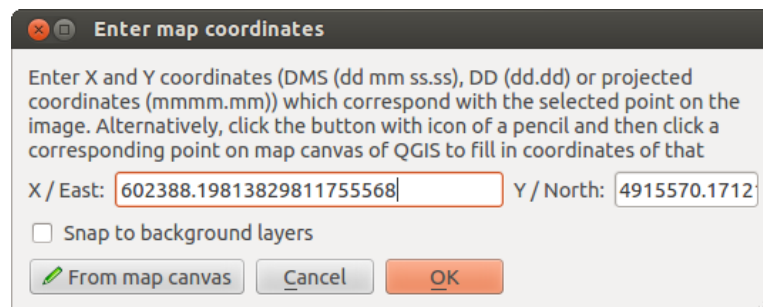 Enter map coordinates
Enter X and Y coordinates (DMS (dd mm ss.ss), DD (dd.dd) or projected
coordinates (mmmm.mm)) which correspond with the selected point on the
image. Alternatively, click the button with icon of a pencil and then click a
corresponding point on map canvas of QGIS to fill in coordinates of that
X / East: 602388.19813829811755568 Y / North: 4915570.1712
Snap to background layers
From map canvas Cancel OK